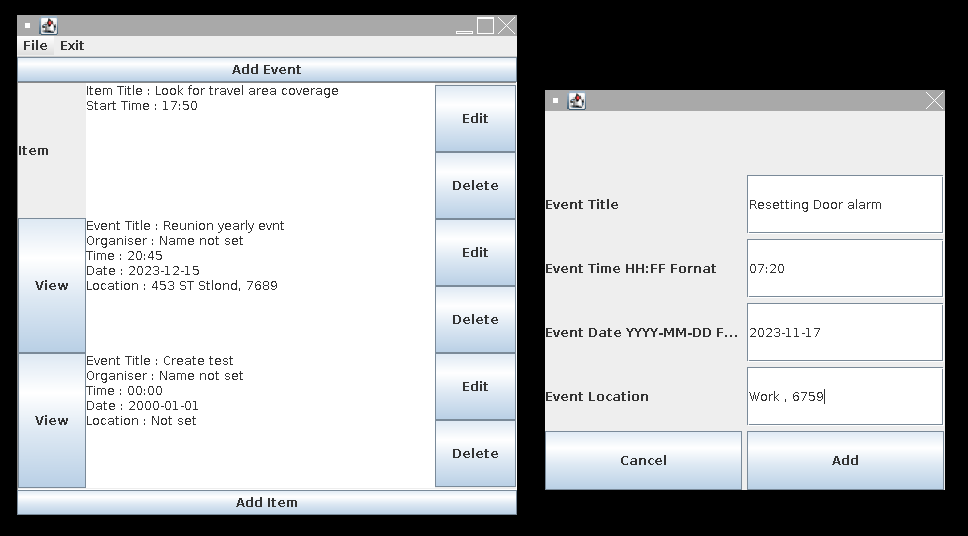 File Exit
Add Event
Item
Item Title : Look for travel area coverage
Start Time : 17:50
Edit
Delete
View
Event Title : Reunion yearly evnt
Organiser : Name not set
Time : 20:45
Date : 2023-12-15
Location : 453 ST Stlond, 7689
Edit
Delete
View
Event Title : Create test
Organiser : Name not set
Time : 00:00
Date : 2000-01-01
Location : Not set
Edit
Delete
Add Item
Event Title Resetting Door alarm
Event Time HH:FF Fornat 07:20
Event Date YYYY-MM-DD F... 2023-11-17
Event Location Work , 6759
Cancel Add